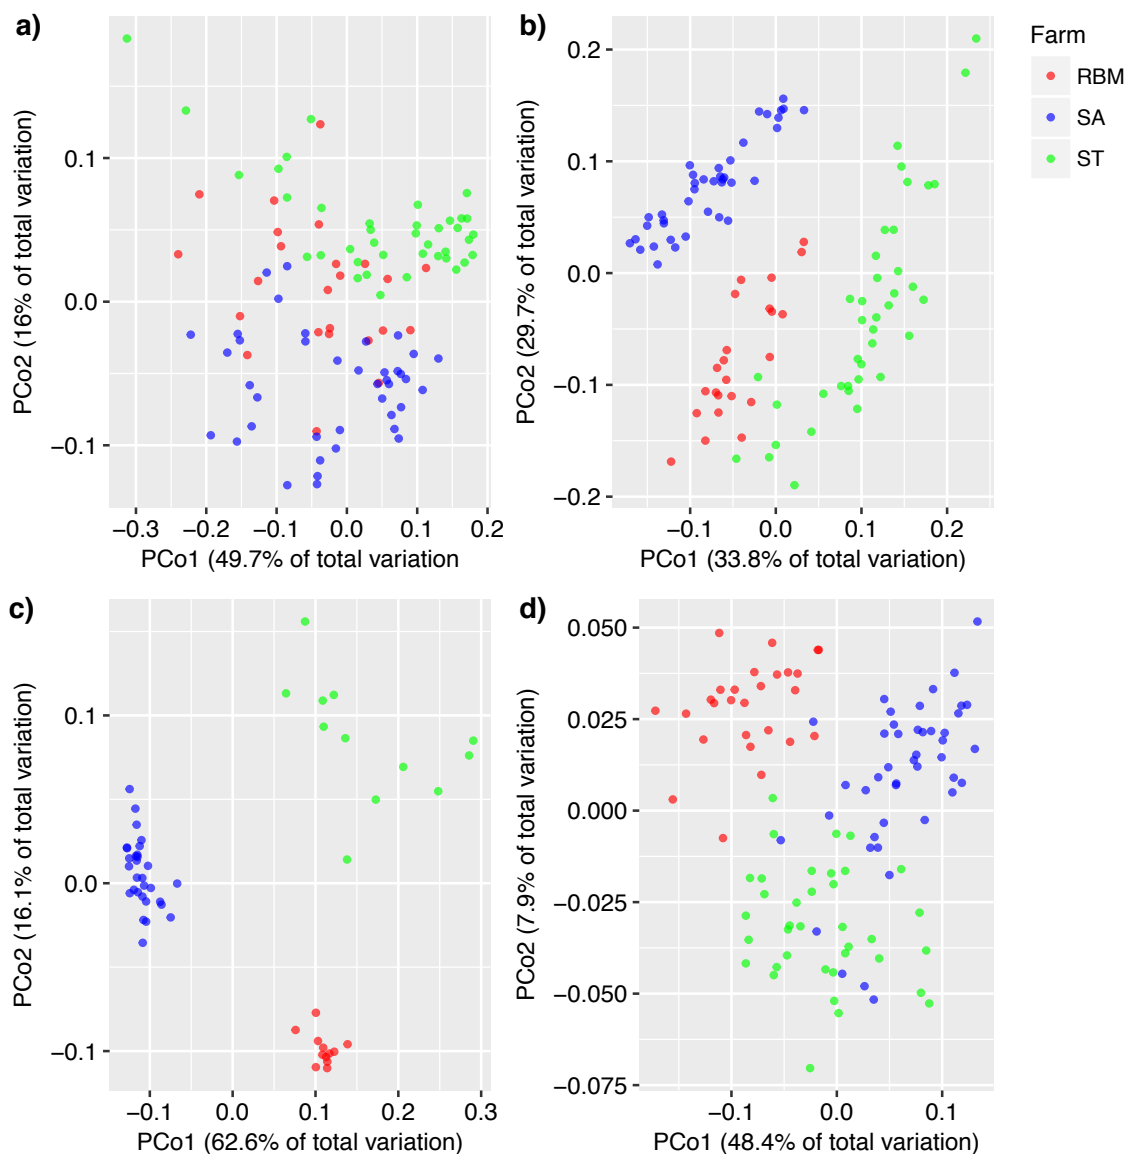 a)
PCo2 (16% of total variation)
0.1
0.0
−0.1
−0.3 −0.2 −0.1 0.0 0.1 0.2
PCo1 (49.7% of total variation
b)
PCo2 (29.7% of total variation)
0.2
0.1
0.0
−0.1
−0.2
−0.1 0.0 0.1 0.2
PCo1 (33.8% of total variation)
Farm
RBM
SA
ST
c)
PCo2 (16.1% of total variation)
0.1
0.0
−0.1
−0.1 0.0 0.1 0.2 0.3
PCo1 (62.6% of total variation)
d)
PCo2 (7.9% of total variation)
0.050
0.025
0.000
−0.025
−0.050
−0.075
−0.1 0.0 0.1
PCo1 (48.4% of total variation)